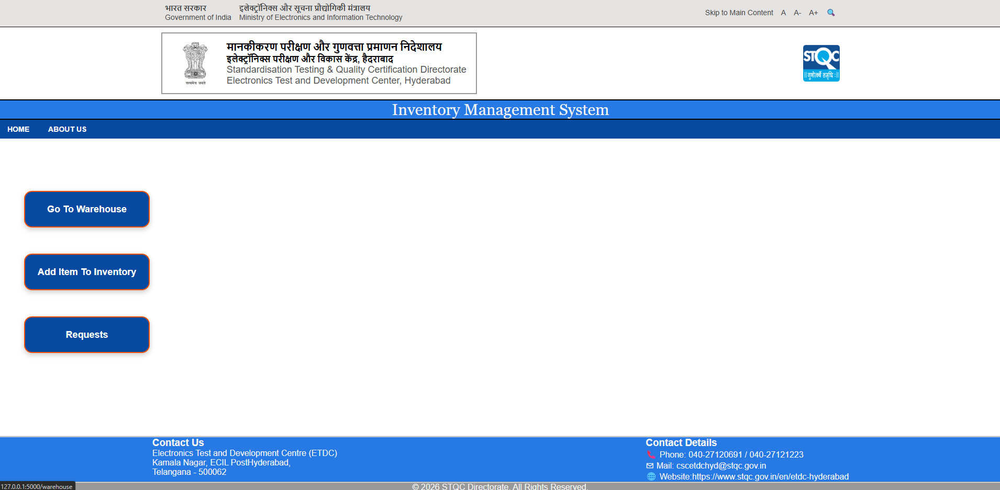 भारत सरकार
Government of India
इलेक्ट्रॉनिक्स और सूचना प्रौद्योगिकी मंत्रालय
Ministry of Electronics and Information Technology
Skip to Main Content A A- A+
सत्यमेव जयते
मानकीकरण परीक्षण और गुणवत्ता प्रमाणन निदेशालय
इलेक्ट्रॉनिक्स परीक्षण और विकास केंद्र, हैदराबाद
Standardisation Testing & Quality Certification Directorate
Electronics Test and Development Center, Hyderabad
STQC
Inventory Management System
HOME ABOUT US
Go To Warehouse
Add Item To Inventory
Requests
Contact Us
Electronics Test and Development Centre (ETDC)
Kamala Nagar, ECIL PostHyderabad,
Telangana - 500062
Contact Details
Phone: 040-27120691 / 040-27121223
Mail: cscetdchyd@stqc.gov.in
Website:https://www.stqc.gov.in/en/etdc-hyderabad
127.0.0.1:5000/warehouse
© 2026 STQC Directorate. All Rights Reserved.